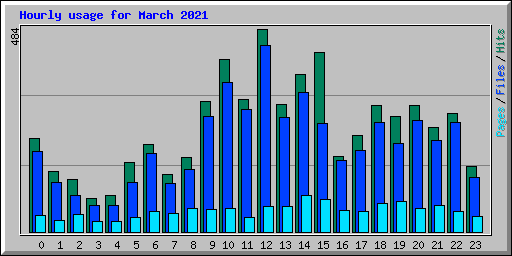 Hourly usage for March 2021
484
Pages/Files/Hits
0 1 2 3 4 5 6 7 8 9 10 11 12 13 14 15 16 17 18 19 20 21 22 23